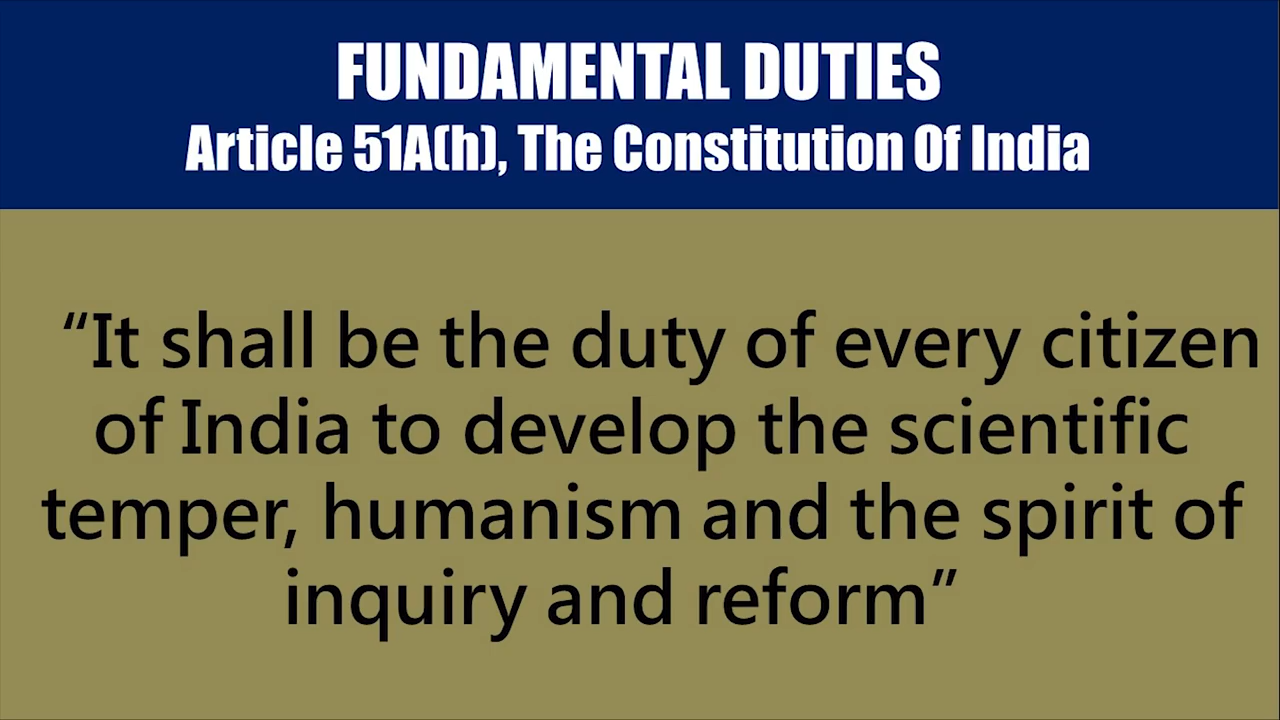 FUNDAMENTAL DUTIES
Article 51A(h), The Constitution Of India
“It shall be the duty of every citizen
of India to develop the scientific
temper, humanism and the spirit of
inquiry and reform”